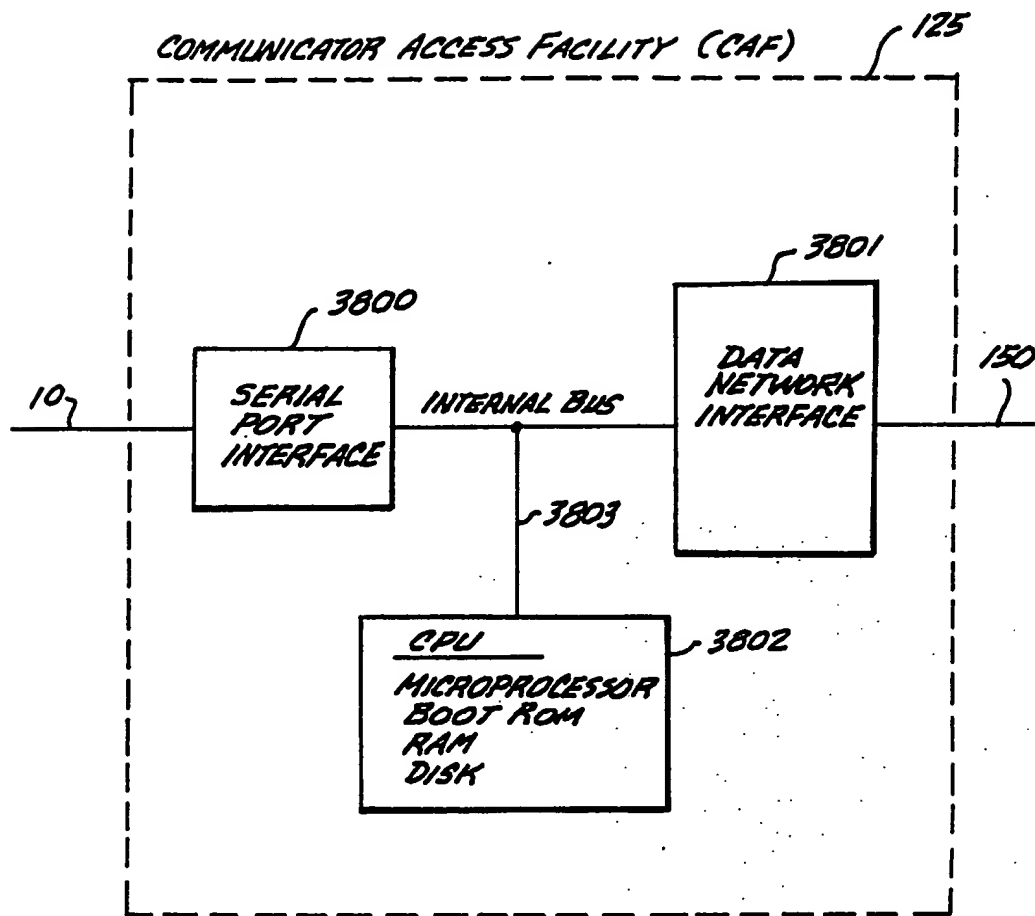 COMMUNICATOR ACCESS FACILITY (CAF)
125
3801
3800
DATA
NETWORK
INTERFACE
150
10
SERIAL
PORT
INTERFACE
INTERNAL BUS
3803
CPU
3802
MICROPROCESSOR
BOOT ROM
RAM
DISK